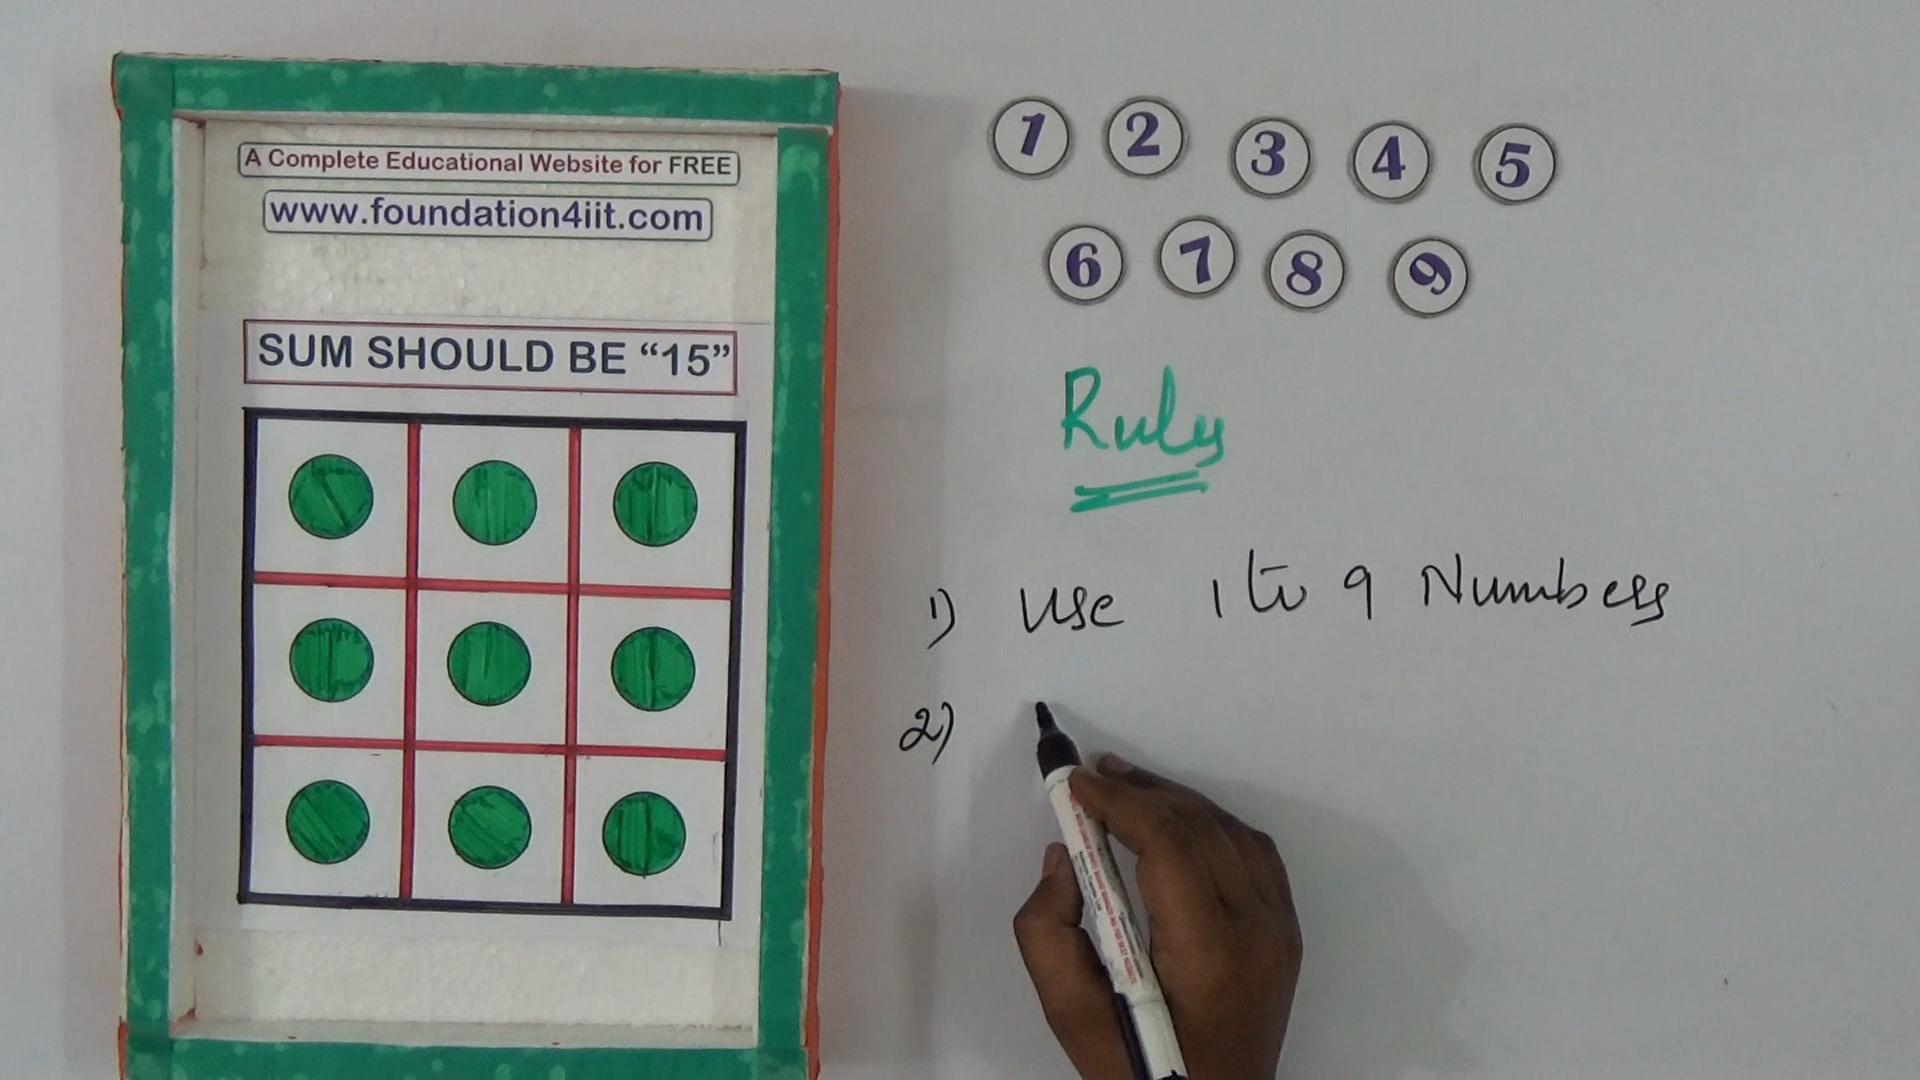 A Complete Educational Website for FREE
www.foundation4iit.com
SUM SHOULD BE “15”
1 2 3 4 5
6 7 8 9
Rules
1) Use 1 to 9 Numbers
2)